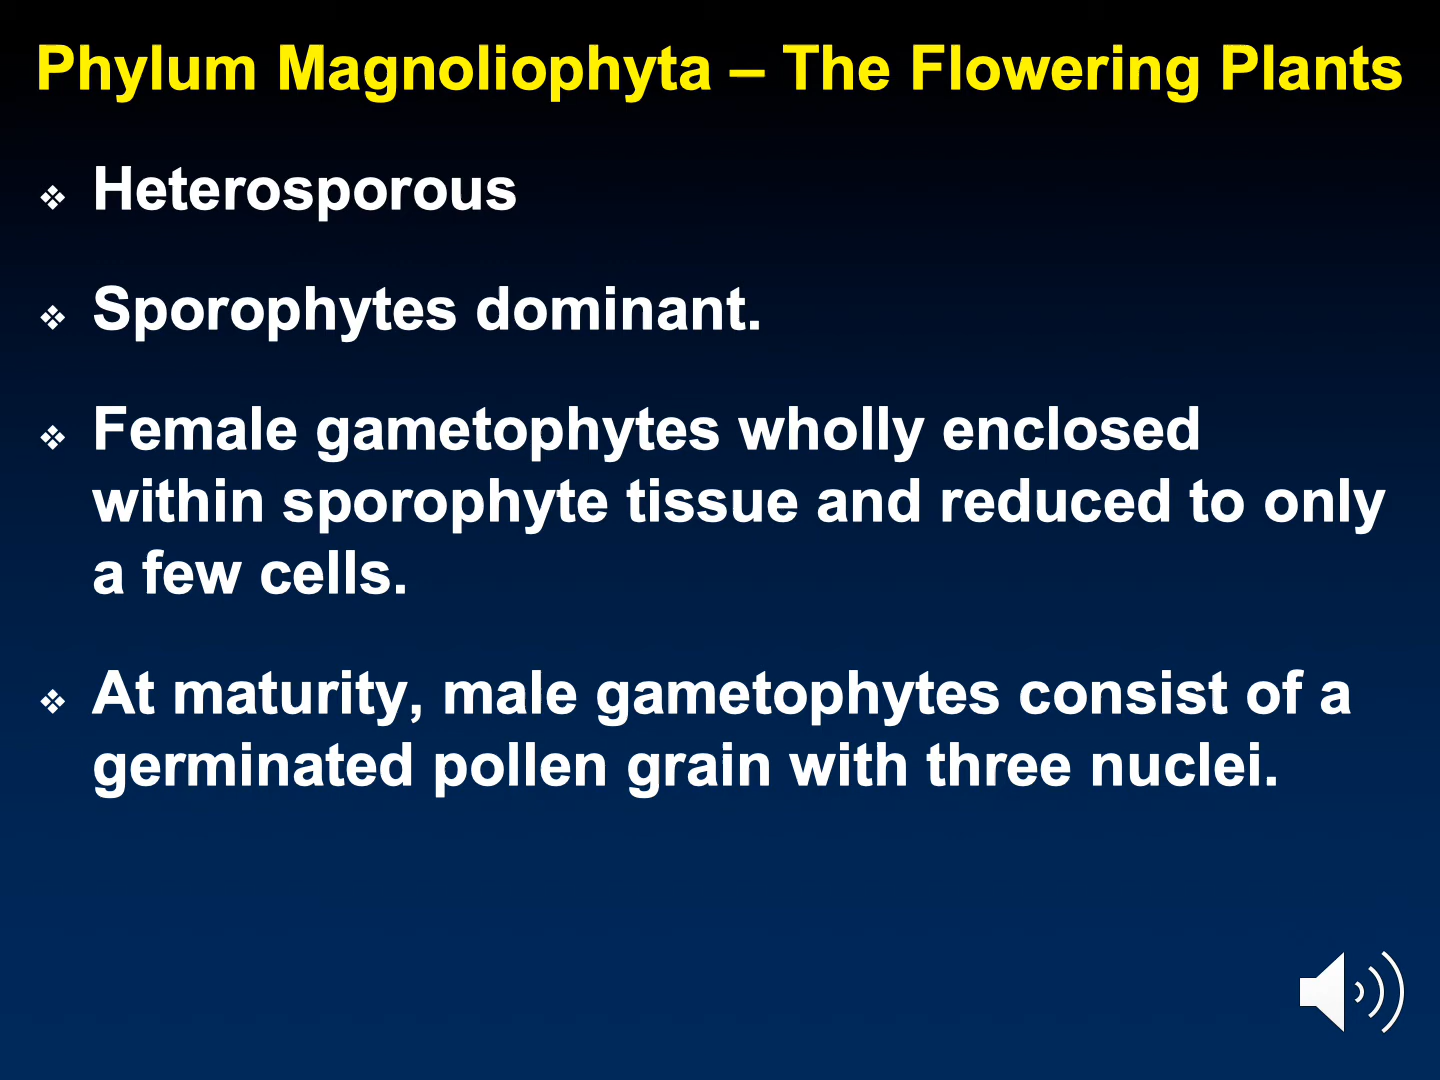 Phylum Magnoliophyta – The Flowering Plants
❖ Heterosporous
❖ Sporophytes dominant.
❖ Female gametophytes wholly enclosed
within sporophyte tissue and reduced to only
a few cells.
❖ At maturity, male gametophytes consist of a
germinated pollen grain with three nuclei.